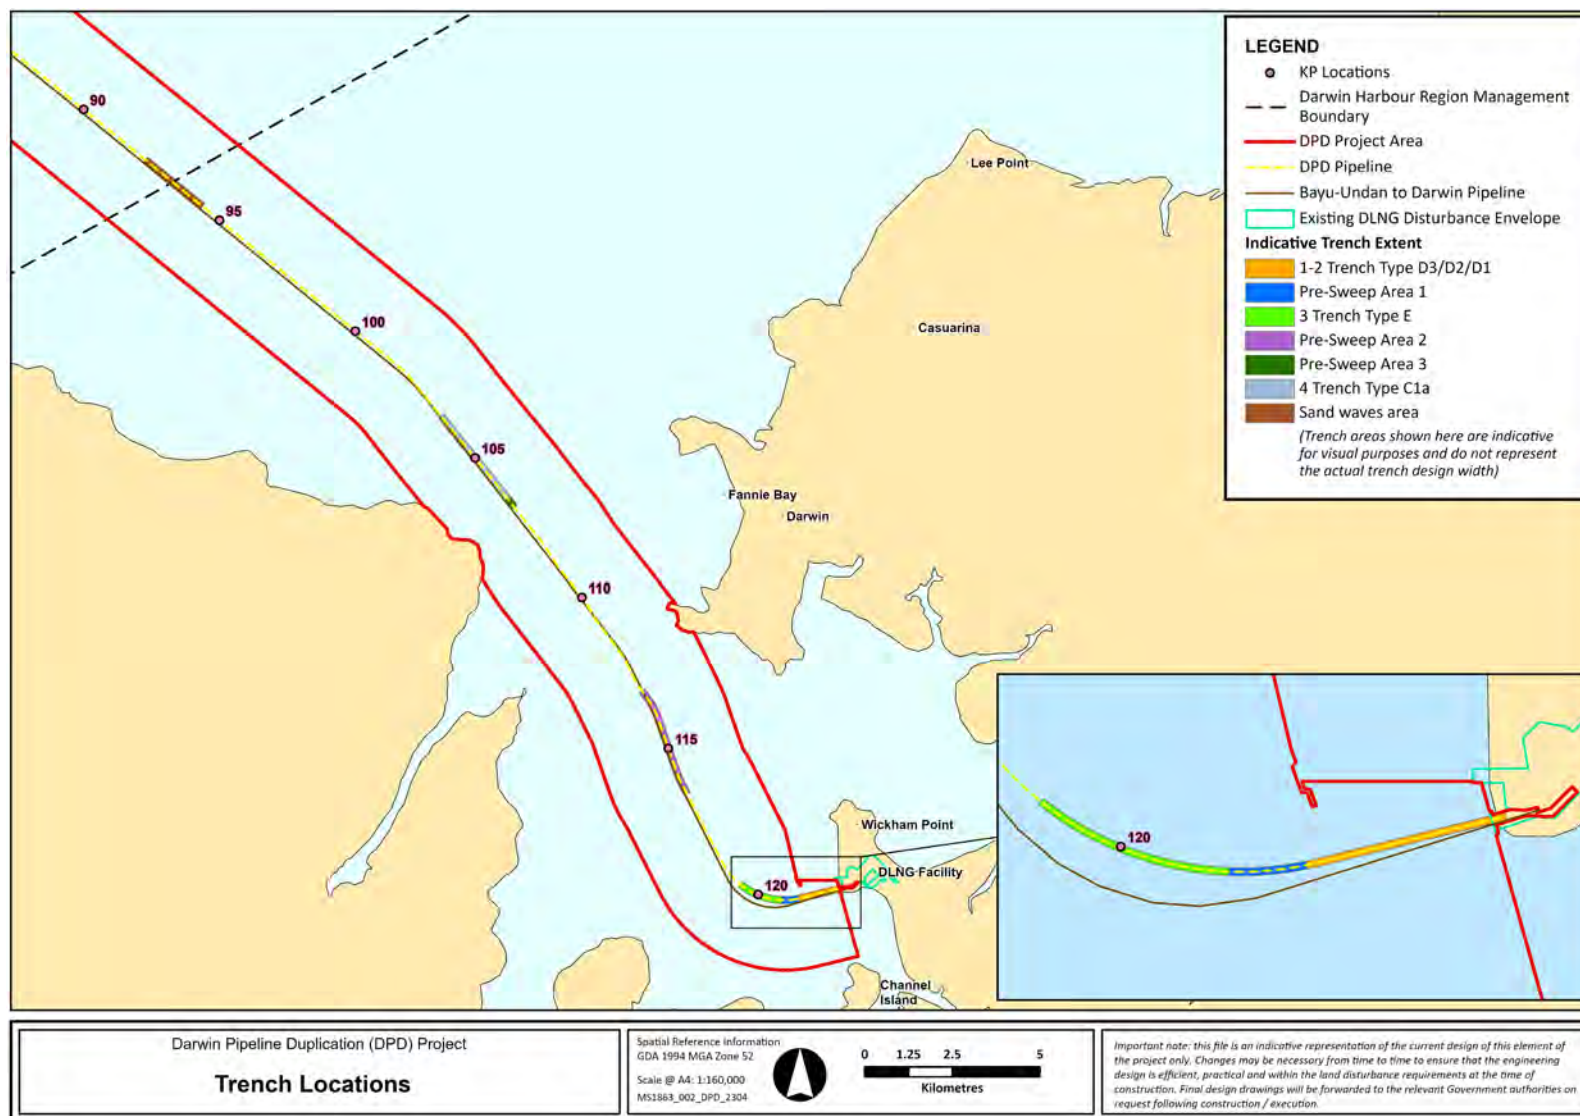 LEGEND
KP Locations
Darwin Harbour Region Management
Boundary
DPD Project Area
DPD Pipeline
Bayu-Undan to Darwin Pipeline
Existing DLNG Disturbance Envelope
Indicative Trench Extent
1-2 Trench Type D3/D2/D1
Pre-Sweep Area 1
3 Trench Type E
Pre-Sweep Area 2
Pre-Sweep Area 3
4 Trench Type C1a
Sand waves area
(Trench areas shown here are indicative
for visual purposes and do not represent
the actual trench design width)
90
95
Lee Point
100
Casuarina
105
Fannie Bay
Darwin
110
115
Wickham Point
DLNG Facility
120
120
Channel
Island
Darwin Pipeline Duplication (DPD) Project
Trench Locations
Spatial Reference Information
GDA 1994 MGA Zone 52
Scale @ A4: 1:160,000
MS1863_002_DPD_2304
0 1.25 2.5 5
Kilometres
Important note: this file is an indicative representation of the current design of this element of
the project only. Changes may be necessary from time to time to ensure that the engineering
design is efficient, practical and within the land disturbance requirements at the time of
construction. Final design drawings will be forwarded to the relevant Government authorities on
request following construction / execution.